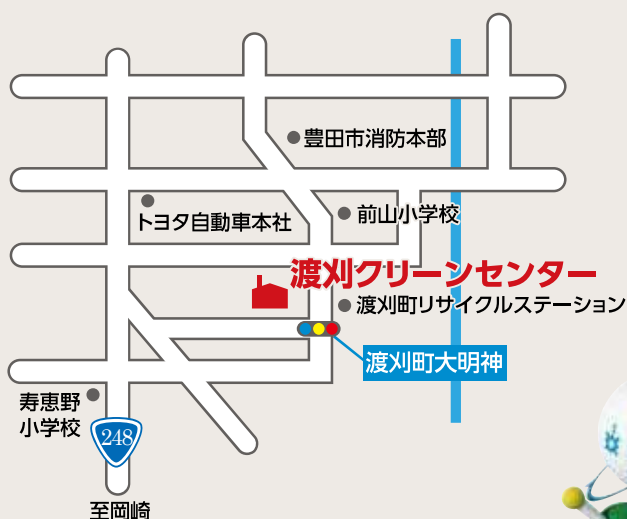 豊田市消防本部
トヨタ自動車本社
前山小学校
渡刈クリーンセンター
渡刈町リサイクルステーション
渡刈町大明神
寿恵野
小学校
248
至岡崎